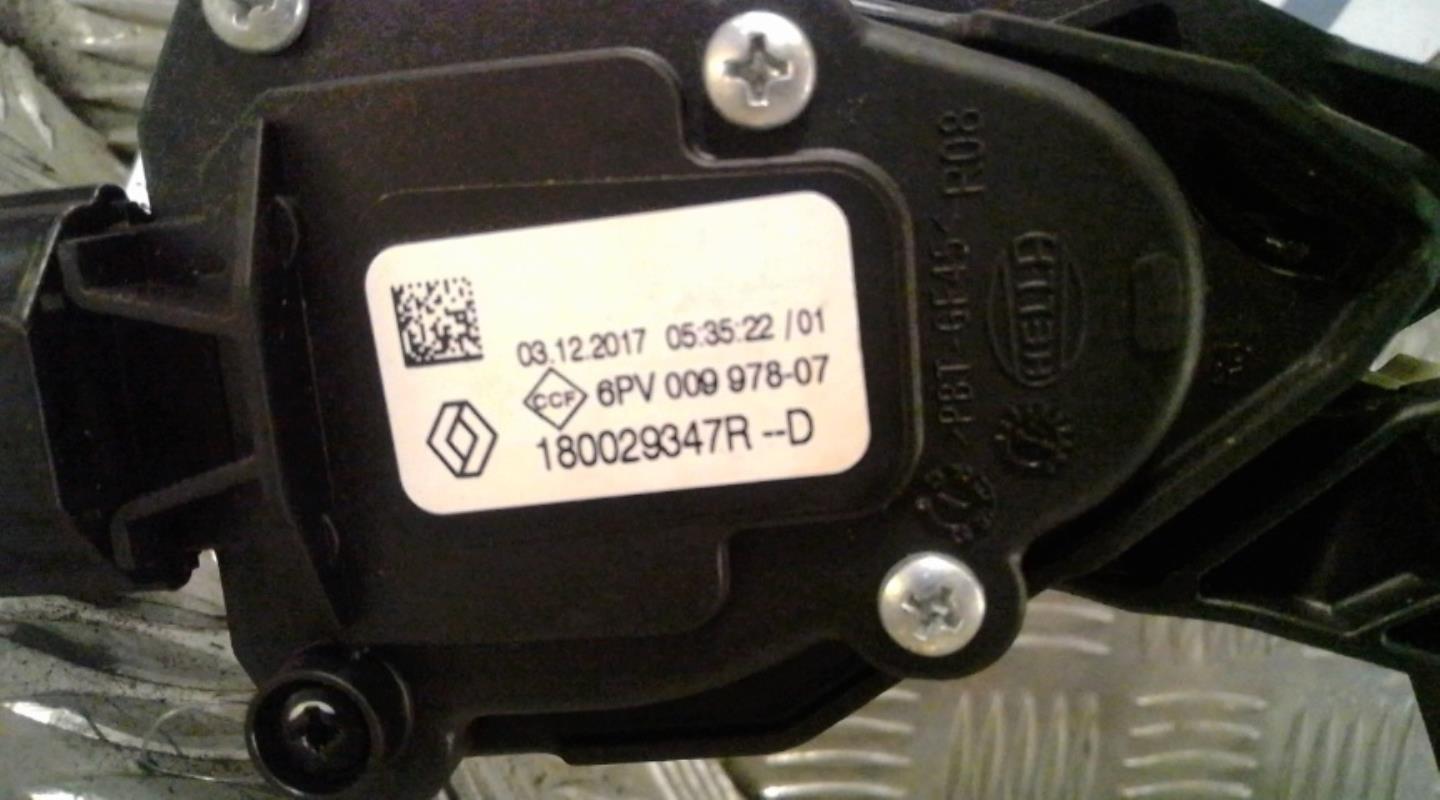 03.12.2017 05:35:22 /01
CCF 6PV 009 978-07
180029347R --D
>PBT-GF45< R08
HELLA